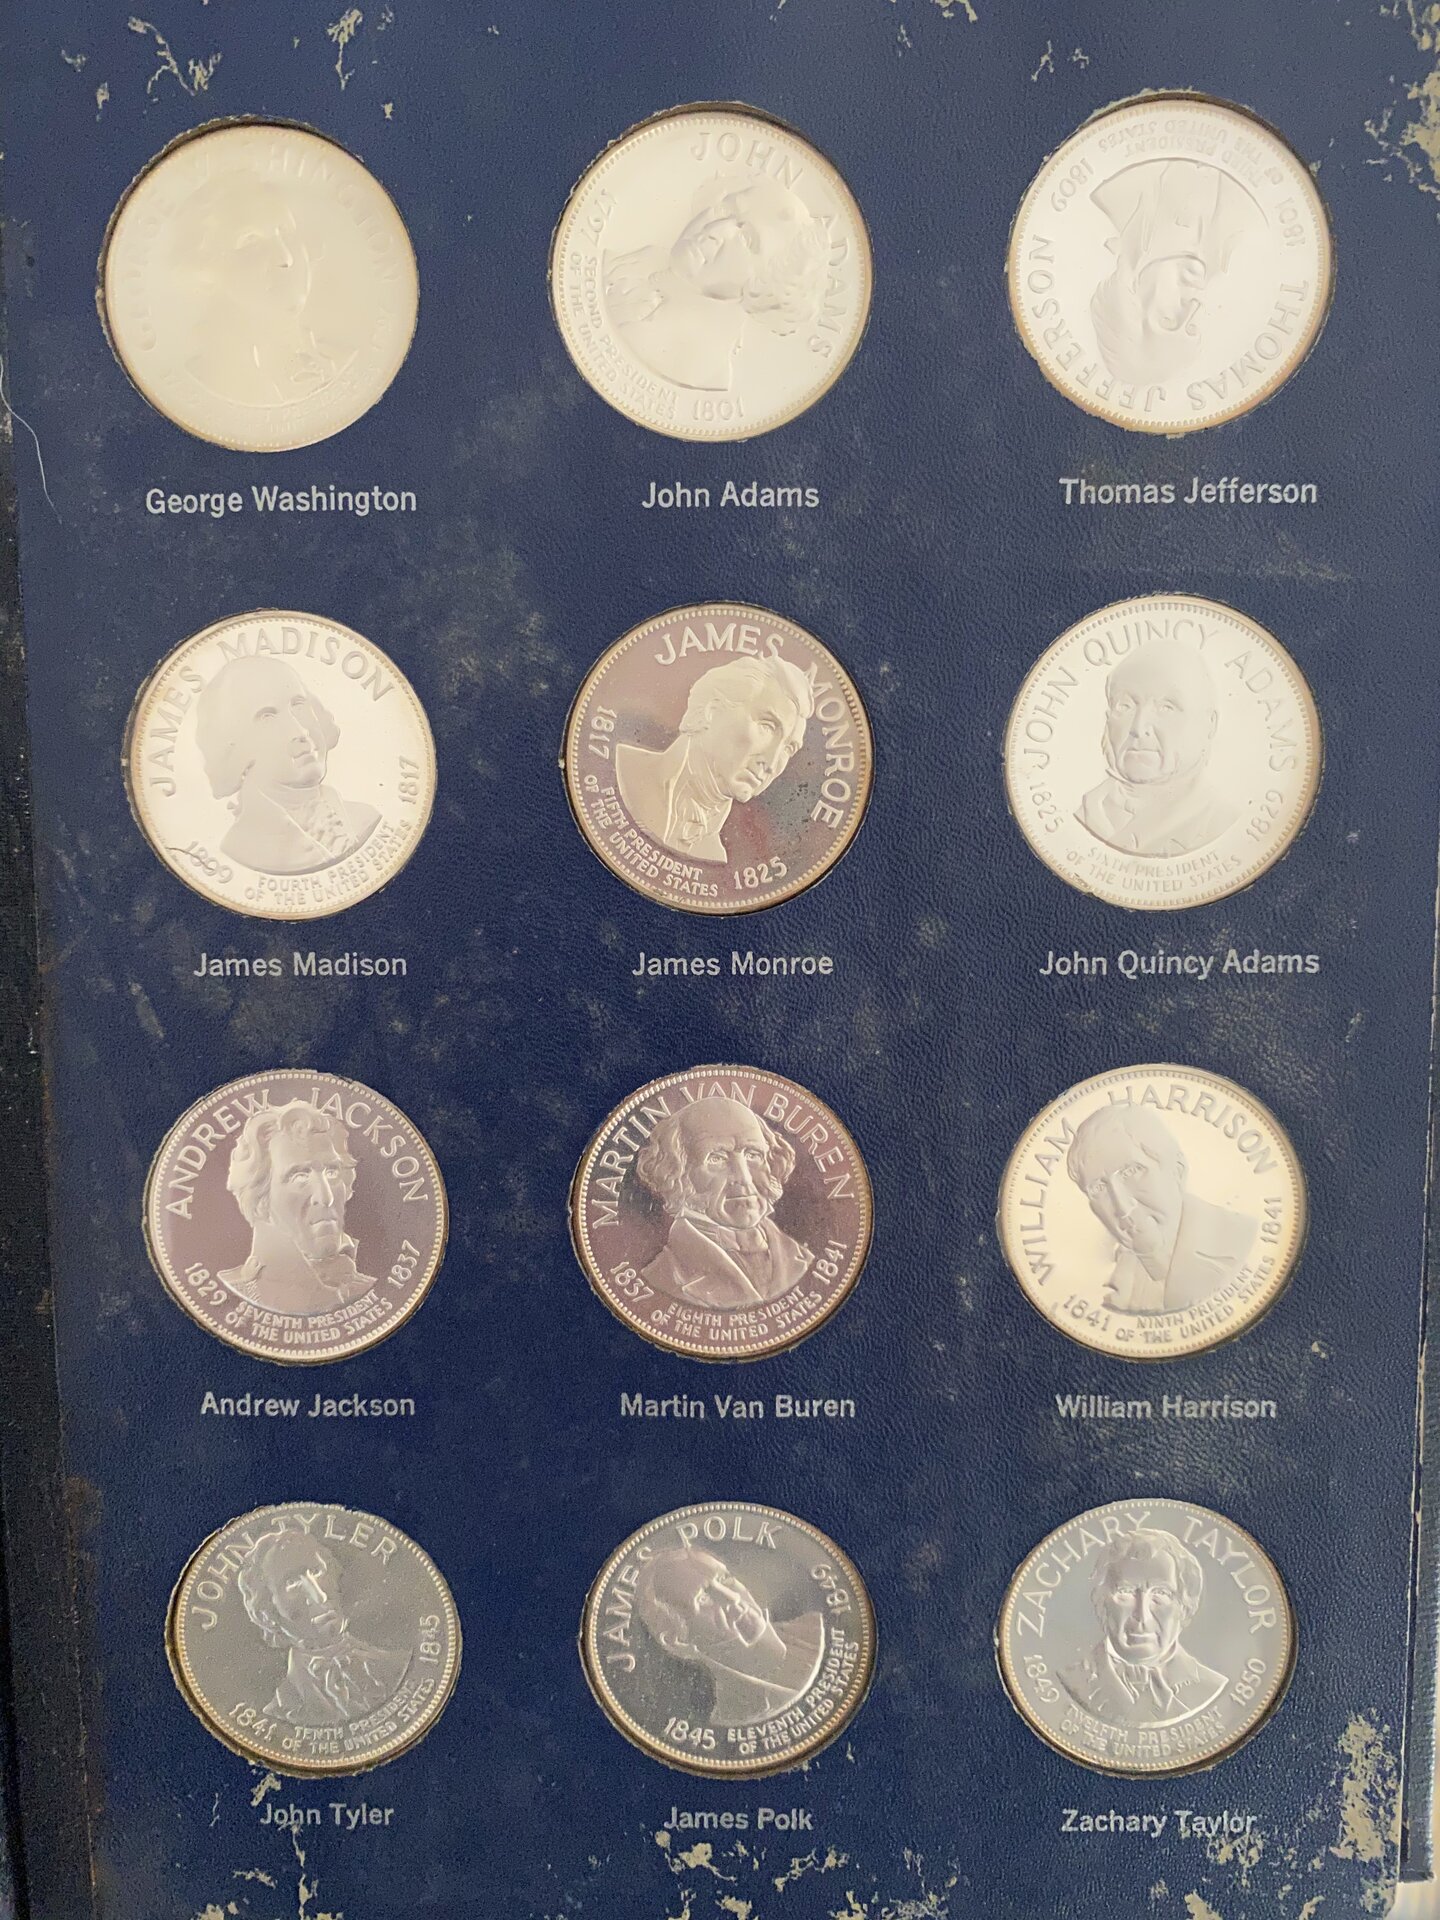 GEORGE WASHINGTON
JOHN ADAMS
1797 SECOND PRESIDENT
OF THE UNITED STATES 1801
THOMAS JEFFERSON
1801 THIRD PRESIDENT
OF THE UNITED STATES 1809
George Washington
John Adams
Thomas Jefferson
JAMES MADISON
1809 FOURTH PRESIDENT
OF THE UNITED STATES 1817
JAMES MONROE
1817 FIFTH PRESIDENT
OF THE UNITED STATES 1825
JOHN QUINCY ADAMS
1825 SIXTH PRESIDENT
OF THE UNITED STATES 1829
James Madison
James Monroe
John Quincy Adams
ANDREW JACKSON
1829 SEVENTH PRESIDENT
OF THE UNITED STATES 1837
MARTIN VAN BUREN
1837 EIGHTH PRESIDENT
OF THE UNITED STATES 1841
WILLIAM HARRISON
1841 NINTH PRESIDENT
OF THE UNITED STATES 1841
Andrew Jackson
Martin Van Buren
William Harrison
JOHN TYLER
1841 TENTH PRESIDENT
OF THE UNITED STATES 1845
JAMES POLK
1845 ELEVENTH PRESIDENT
OF THE UNITED STATES 1849
ZACHARY TAYLOR
1849 TWELFTH PRESIDENT
OF THE UNITED STATES 1850
John Tyler
James Polk
Zachary Taylor